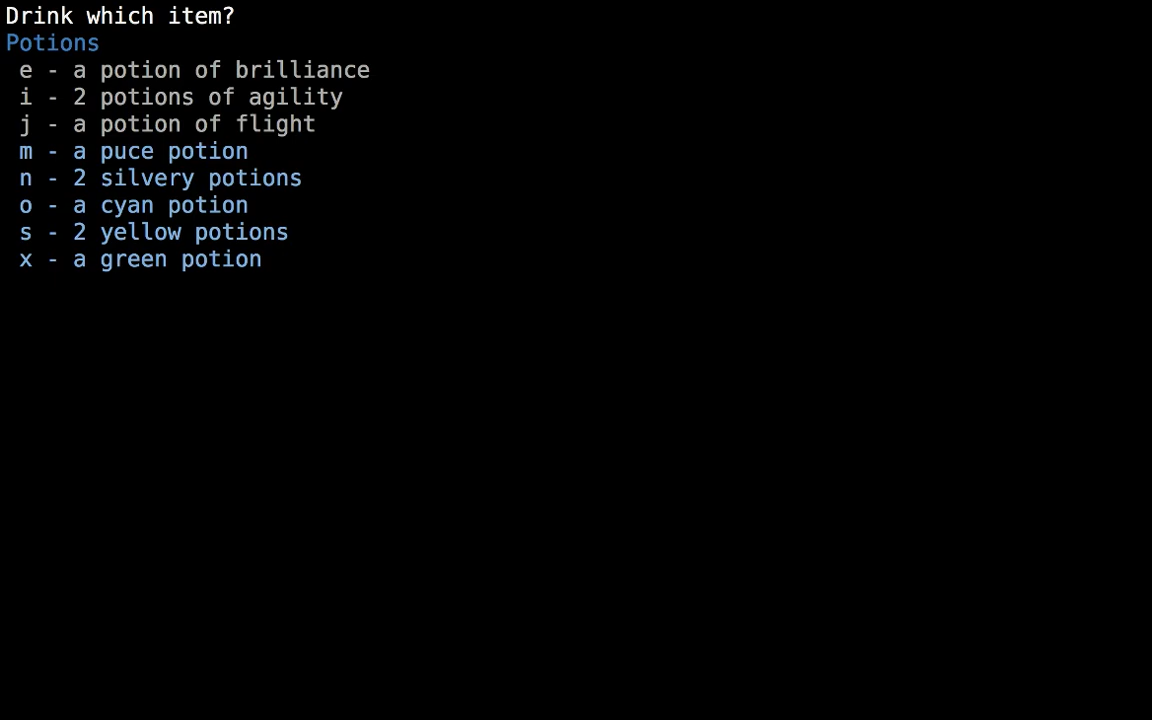 Drink which item?
Potions
e - a potion of brilliance
i - 2 potions of agility
j - a potion of flight
m - a puce potion
n - 2 silvery potions
o - a cyan potion
s - 2 yellow potions
x - a green potion